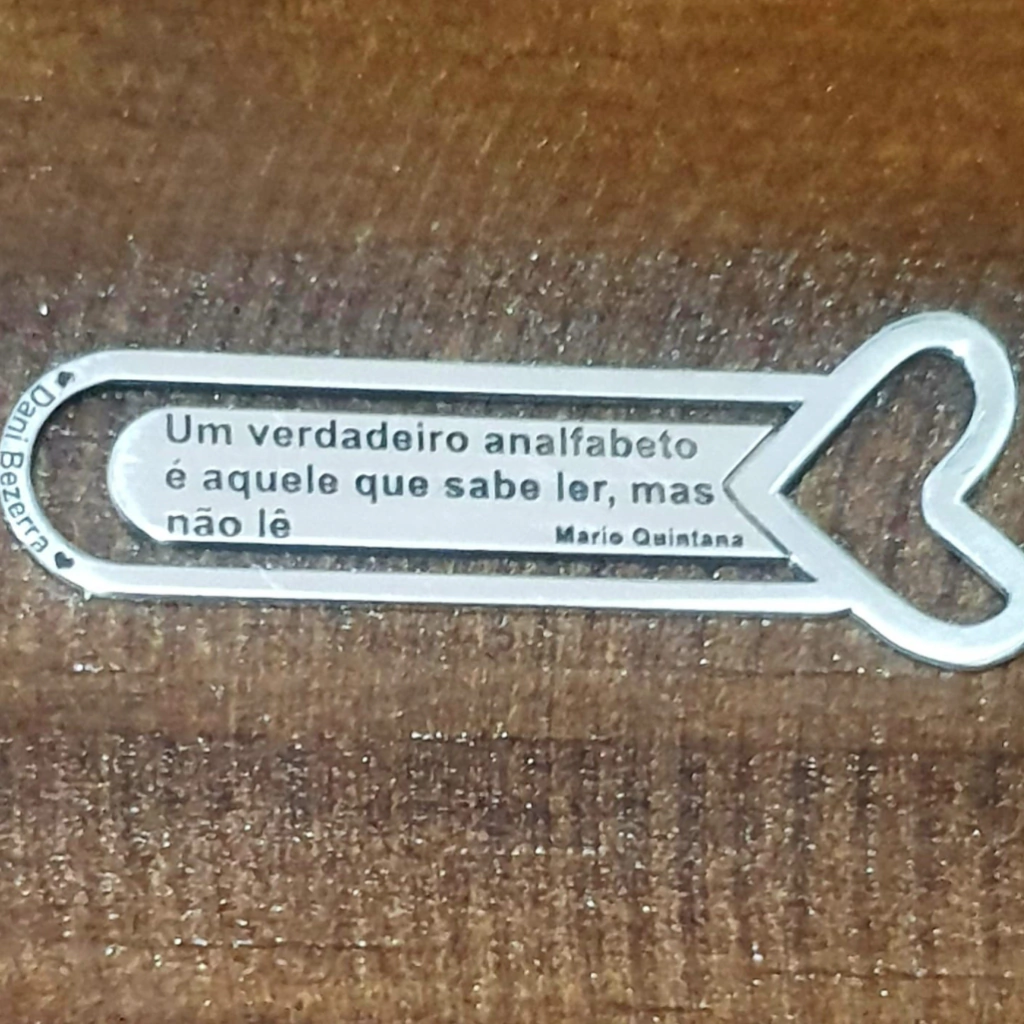 Um verdadeiro analfabeto
é aquele que sabe ler, mas
não lê
Mario Quintana
Dani Bezerra